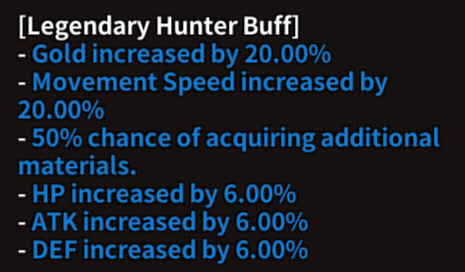 [Legendary Hunter Buff]
- Gold increased by 20.00%
- Movement Speed increased by
20.00%
- 50% chance of acquiring additional
materials.
- HP increased by 6.00%
- ATK increased by 6.00%
- DEF increased by 6.00%